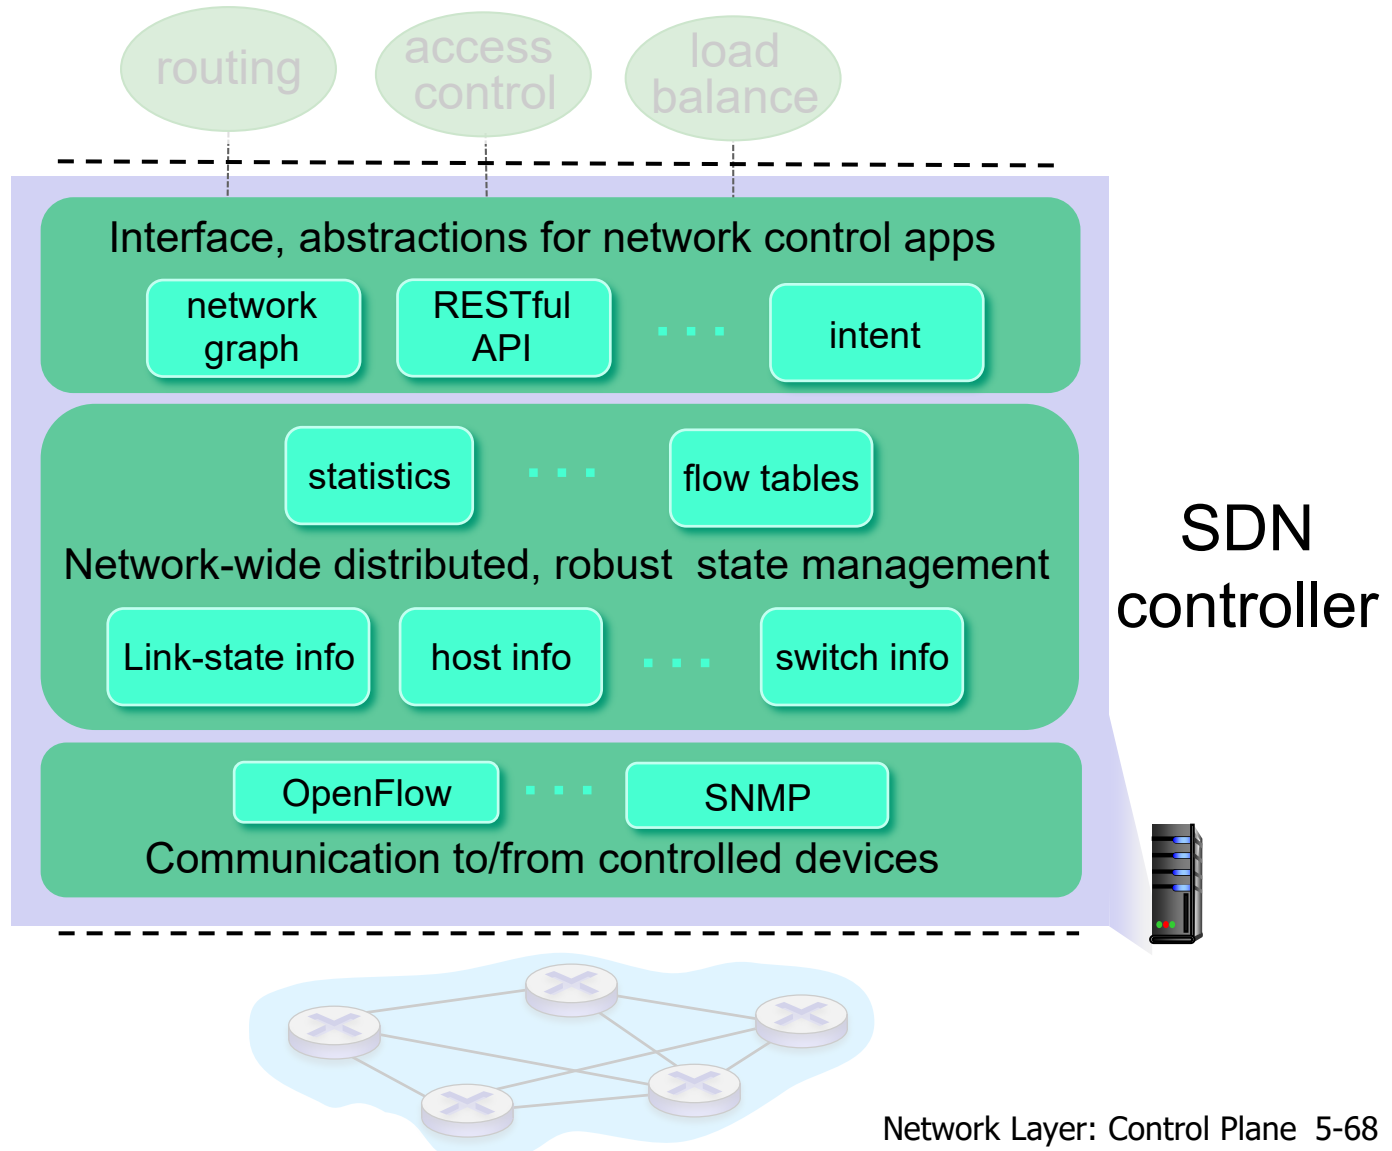 routing
access
control
load
balance
Interface, abstractions for network control apps
network
graph
RESTful
API
. . .
intent
statistics
. . .
flow tables
Network-wide distributed, robust  state management
Link-state info
host info
. . .
switch info
SDN
controller
OpenFlow
. . .
SNMP
Communication to/from controlled devices
Network Layer: Control Plane  5-68